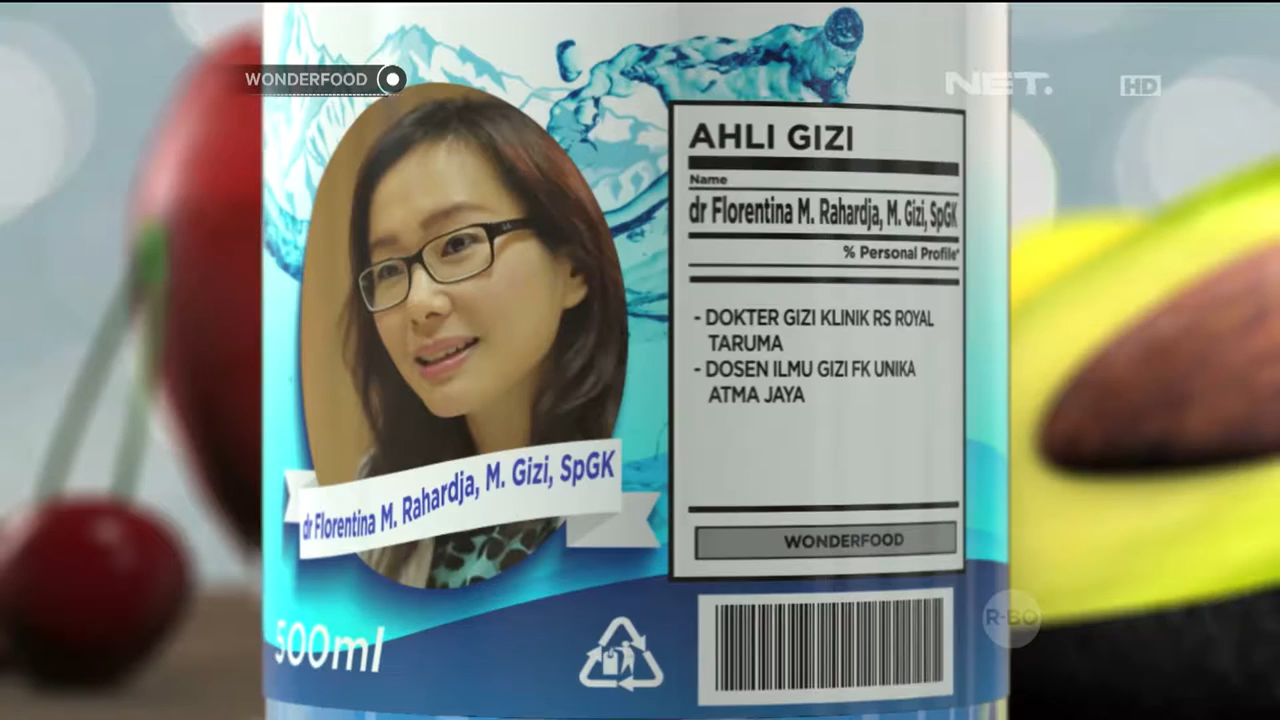 WONDERFOOD
NET.
HD
AHLI GIZI
Name
dr Florentina M. Rahardja, M. Gizi, SpGK
% Personal Profile*
- DOKTER GIZI KLINIK RS ROYAL
TARUMA
- DOSEN ILMU GIZI FK UNIKA
ATMA JAYA
WONDERFOOD
dr Florentina M. Rahardja, M. Gizi, SpGK
500ml
R-BO